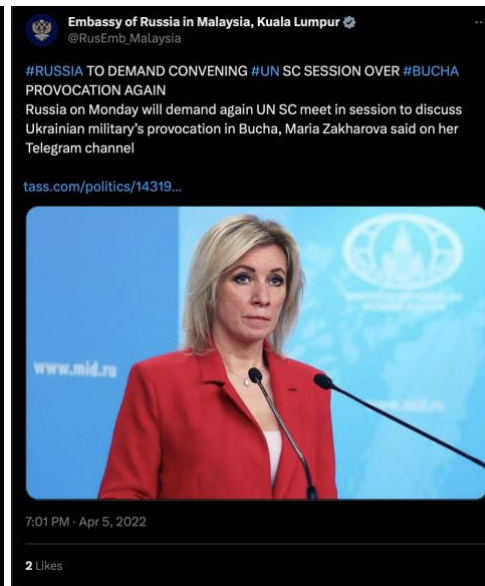 Embassy of Russia in Malaysia, Kuala Lumpur
@RusEmb_Malaysia
#RUSSIA TO DEMAND CONVENING #UN SC SESSION OVER #BUCHA
PROVOCATION AGAIN
Russia on Monday will demand again UN SC meet in session to discuss
Ukrainian military's provocation in Bucha, Maria Zakharova said on her
Telegram channel
tass.com/politics/14319...
www.mid.ru
7:01 PM · Apr 5, 2022
2 Likes